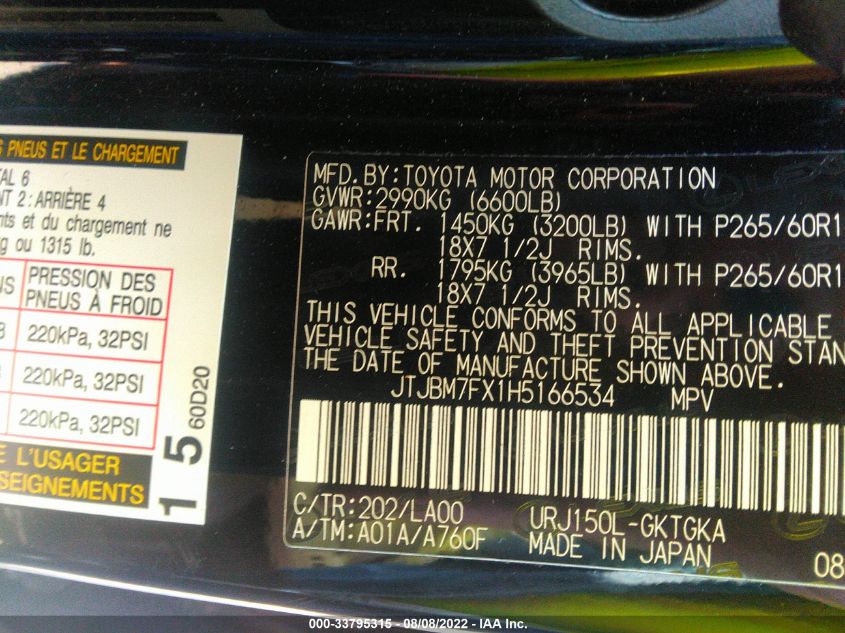 S PNEUS ET LE CHARGEMENT
TAL 6
NT 2: ARRIÈRE 4
ents et du chargement ne
g ou 1315 lb.
US PRESSION DES
PNEUS À FROID
220kPa, 32PSI
220kPa, 32PSI
220kPa, 32PSI
E L'USAGER
SEIGNEMENTS
1 5
60D20
MFD. BY: TOYOTA MOTOR CORPORATION
GVWR: 2990KG (6600LB)
GAWR: FRT. 1450KG (3200LB) WITH P265/60R1
18X7 1/2J RIMS.
RR. 1795KG (3965LB) WITH P265/60R1
18X7 1/2J RIMS.
THIS VEHICLE CONFORMS TO ALL APPLICABLE
VEHICLE SAFETY AND THEFT PREVENTION STAN
THE DATE OF MANUFACTURE SHOWN ABOVE.
JTJBM7FX1H5166534 MPV
C/TR: 202/LA00 URJ150L-GKTGKA
A/TM: A01A/A760F MADE IN JAPAN
08
000-33795315 - 08/08/2022 - IAA Inc.